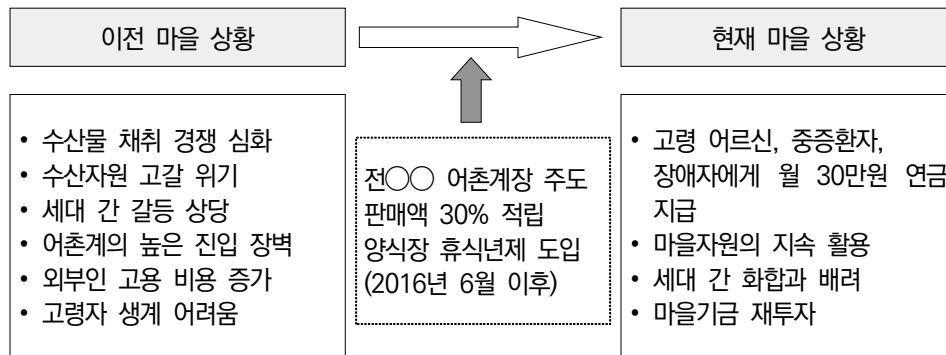 이전 마을 상황
현재 마을 상황
• 수산물 채취 경쟁 심화
• 수산자원 고갈 위기
• 세대 간 갈등 상당
• 어촌계의 높은 진입 장벽
• 외부인 고용 비용 증가
• 고령자 생계 어려움
전○○ 어촌계장 주도
판매액 30% 적립
양식장 휴식년제 도입
(2016년 6월 이후)
• 고령 어르신, 중증환자,
장애자에게 월 30만원 연금
지급
• 마을자원의 지속 활용
• 세대 간 화합과 배려
• 마을기금 재투자